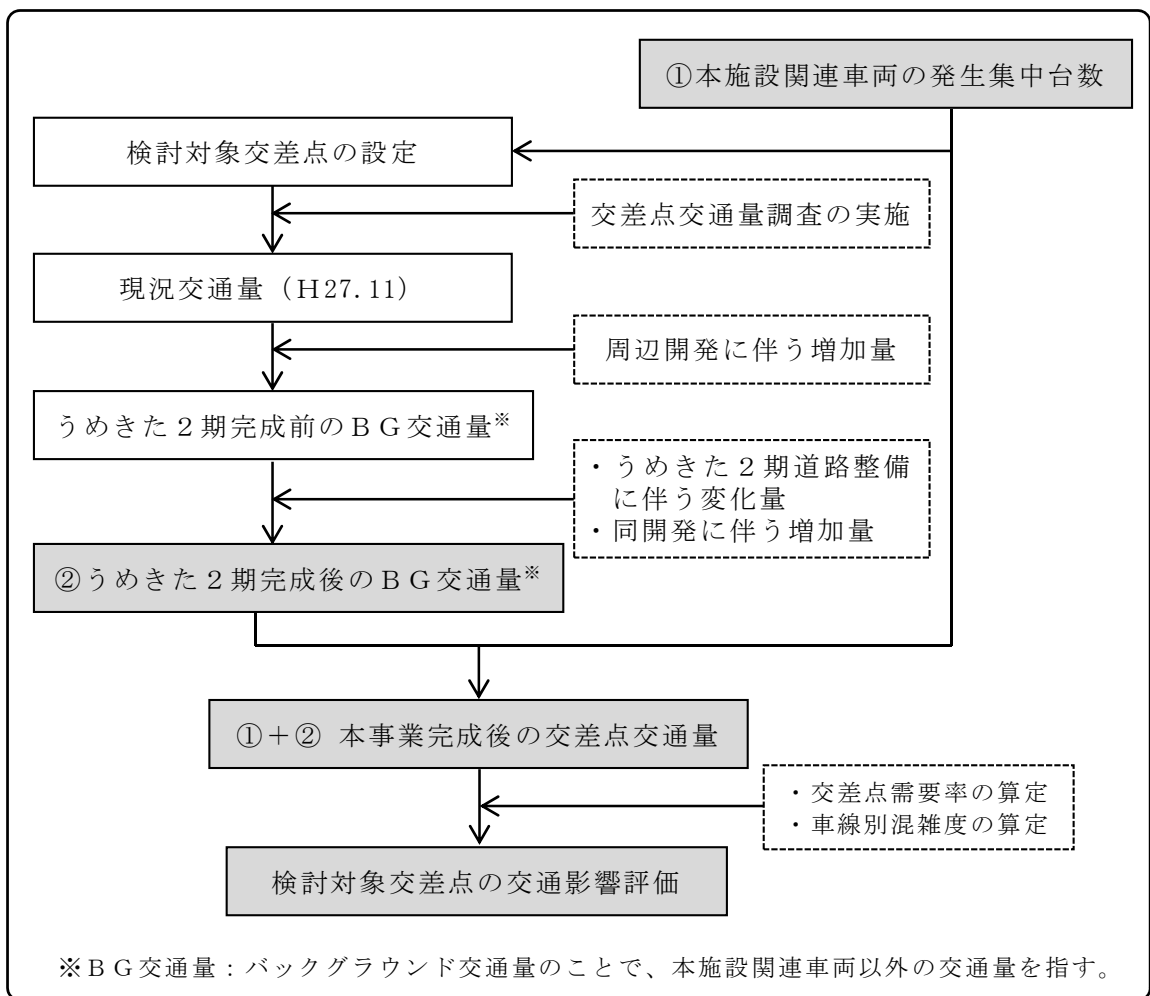 ①本施設関連車両の発生集中台数
検討対象交差点の設定
交差点交通量調査の実施
現況交通量（Ｈ27.11）
周辺開発に伴う増加量
うめきた２期完成前のＢＧ交通量※
・うめきた２期道路整備
に伴う変化量
・同開発に伴う増加量
②うめきた２期完成後のＢＧ交通量※
①＋② 本事業完成後の交差点交通量
・交差点需要率の算定
・車線別混雑度の算定
検討対象交差点の交通影響評価
※ＢＧ交通量：バックグラウンド交通量のことで、本施設関連車両以外の交通量を指す。